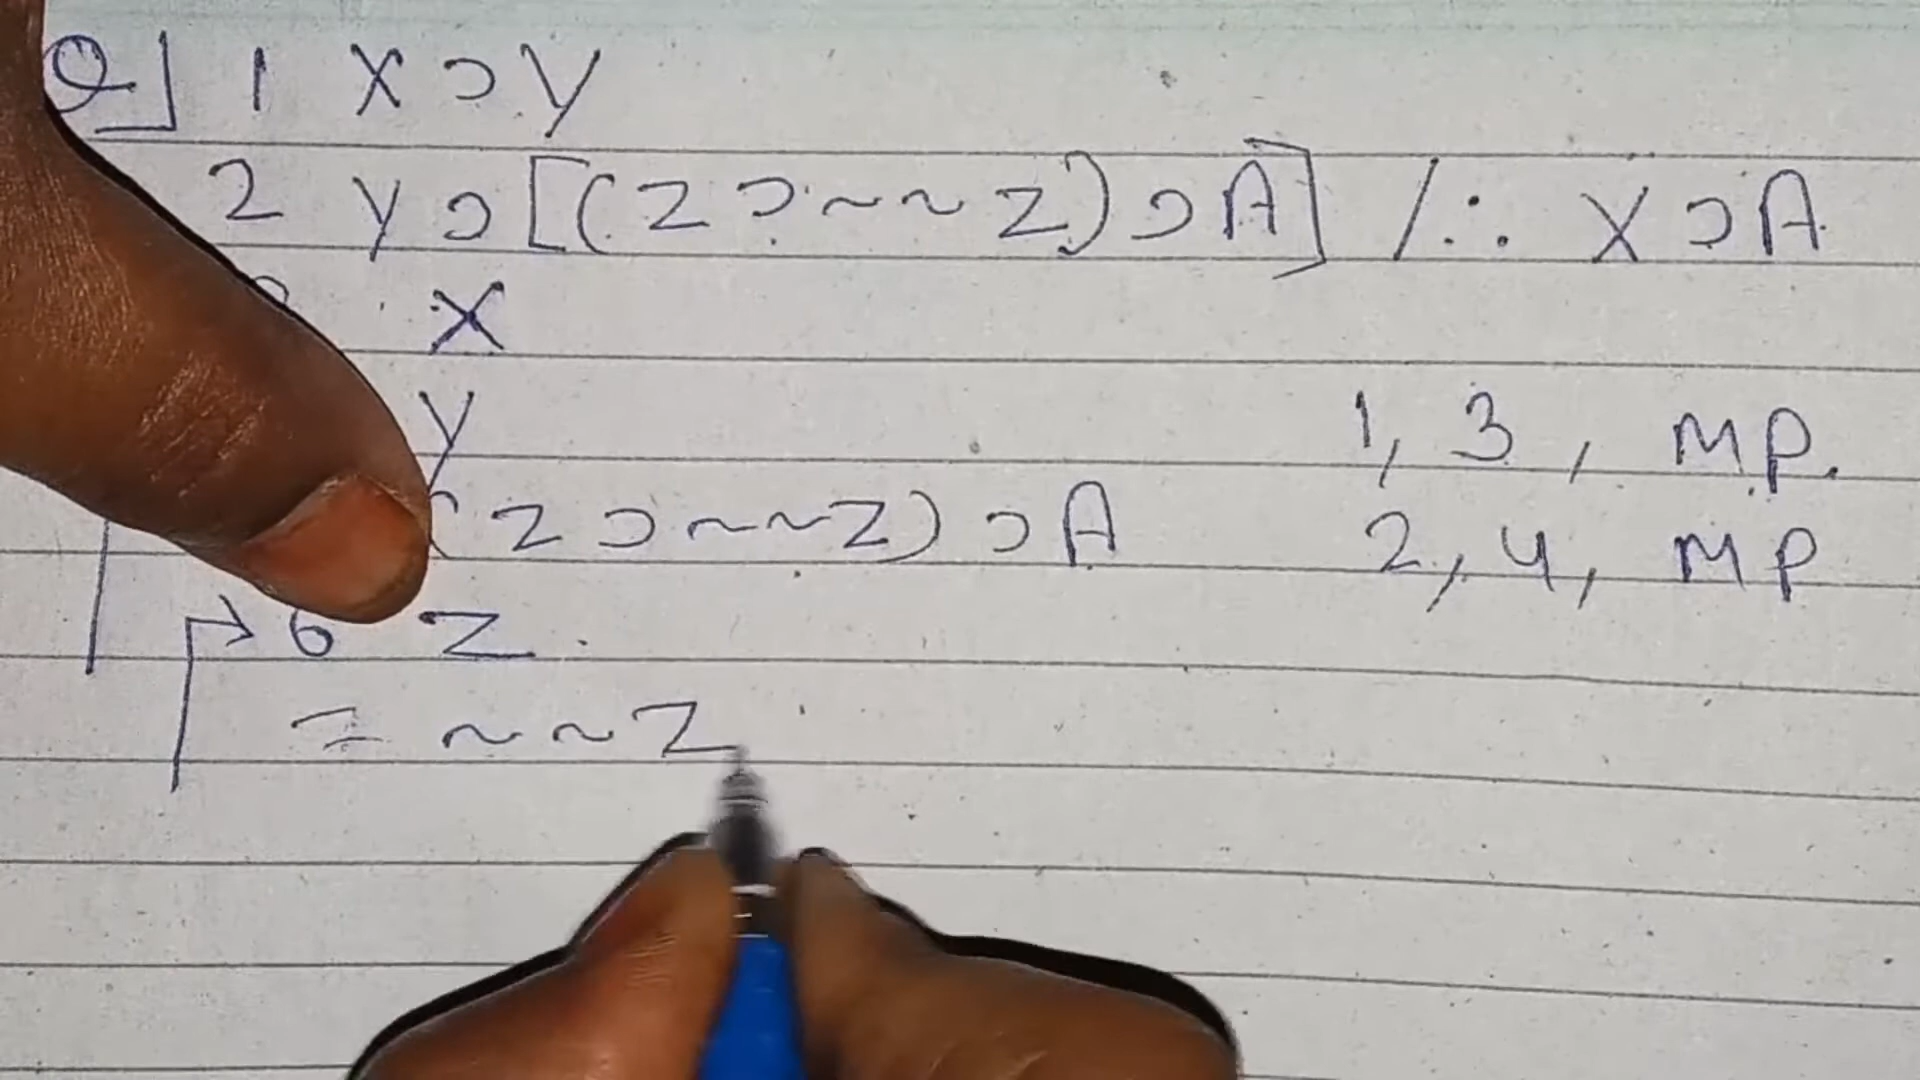 Q] 1 X ⊃ Y
2 Y ⊃ [(Z ⊃ ~~Z) ⊃ A] /∴ X ⊃ A
X
Y 1, 3, MP.
(Z ⊃ ~~Z) ⊃ A 2, 4, MP
6 Z
= ~~Z